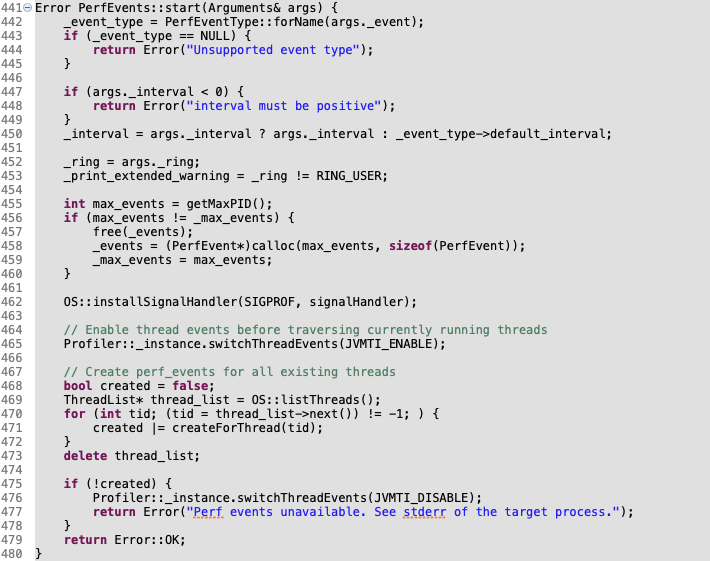 441 Error PerfEvents::start(Arguments& args) {
442     _event_type = PerfEventType::forName(args._event);
443     if (_event_type == NULL) {
444         return Error("Unsupported event type");
445     }
446
447     if (args._interval < 0) {
448         return Error("interval must be positive");
449     }
450     _interval = args._interval ? args._interval : _event_type->default_interval;
451
452     _ring = args._ring;
453     _print_extended_warning = _ring != RING_USER;
454
455     int max_events = getMaxPID();
456     if (max_events != _max_events) {
457         free(_events);
458         _events = (PerfEvent*)calloc(max_events, sizeof(PerfEvent));
459         _max_events = max_events;
460     }
461
462     OS::installSignalHandler(SIGPROF, signalHandler);
463
464     // Enable thread events before traversing currently running threads
465     Profiler::_instance.switchThreadEvents(JVMTI_ENABLE);
466
467     // Create perf_events for all existing threads
468     bool created = false;
469     ThreadList* thread_list = OS::listThreads();
470     for (int tid; (tid = thread_list->next()) != -1; ) {
471         created |= createForThread(tid);
472     }
473     delete thread_list;
474
475     if (!created) {
476         Profiler::_instance.switchThreadEvents(JVMTI_DISABLE);
477         return Error("Perf events unavailable. See stderr of the target process.");
478     }
479     return Error::OK;
480 }